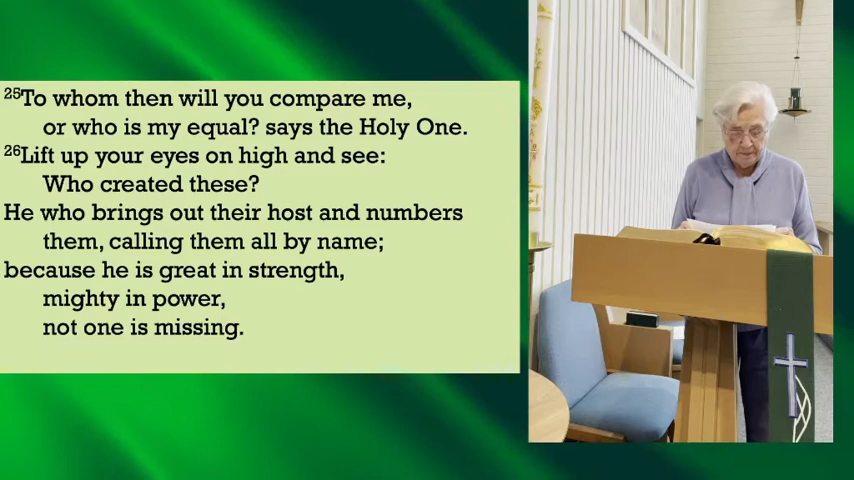 ²⁵To whom then will you compare me,
or who is my equal? says the Holy One.
²⁶Lift up your eyes on high and see:
Who created these?
He who brings out their host and numbers
them, calling them all by name;
because he is great in strength,
mighty in power,
not one is missing.